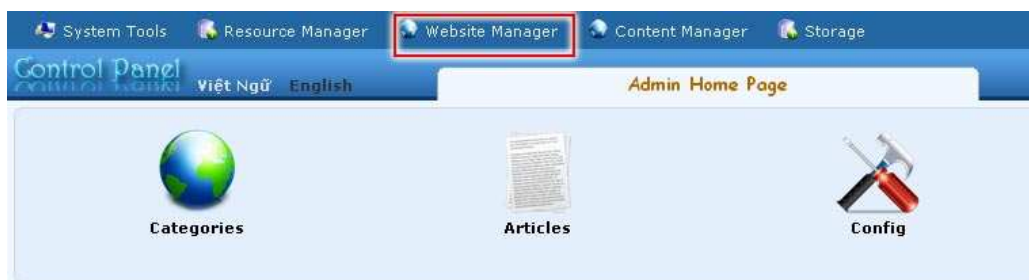 System Tools Resource Manager Website Manager Content Manager Storage
Control Panel Việt Ngữ English Admin Home Page
Categories Articles Config